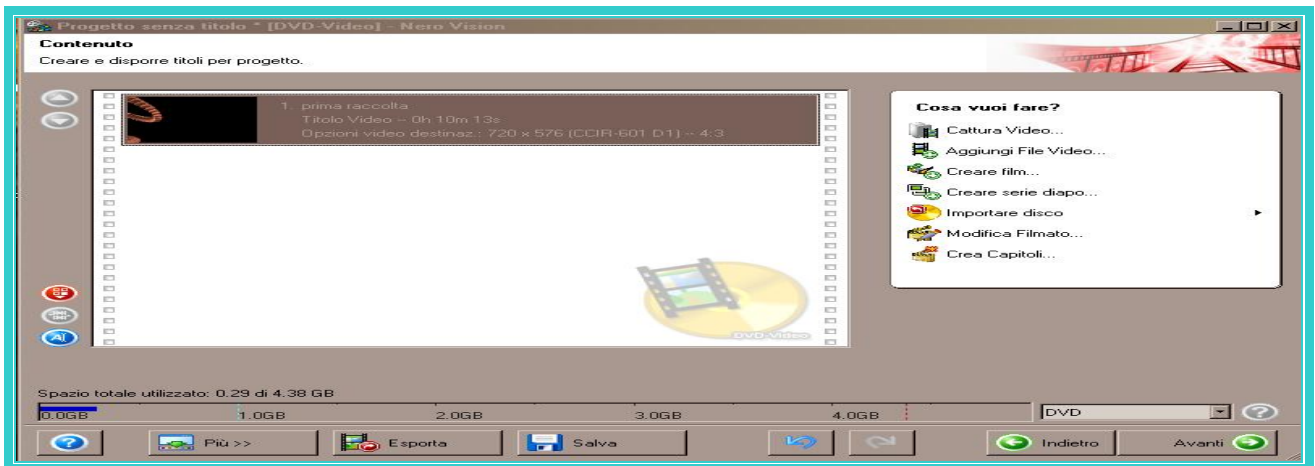 Progetto senza titolo * [DVD-Video] - Nero Vision
Contenuto
Creare e disporre titoli per progetto.
1. prima raccolta
Titolo Video – 0h 10m 13s
Opzioni video destinaz.: 720 x 576 (CCIR-601 D1) – 4:3
DVD-Video
Cosa vuoi fare?
Cattura Video...
Aggiungi File Video...
Creare film...
Creare serie diapo...
Importare disco
Modifica Filmato...
Crea Capitoli...
AI
Spazio totale utilizzato: 0.29 di 4.38 GB
0.0GB 1.0GB 2.0GB 3.0GB 4.0GB DVD
Più >> Esporta Salva Indietro Avanti